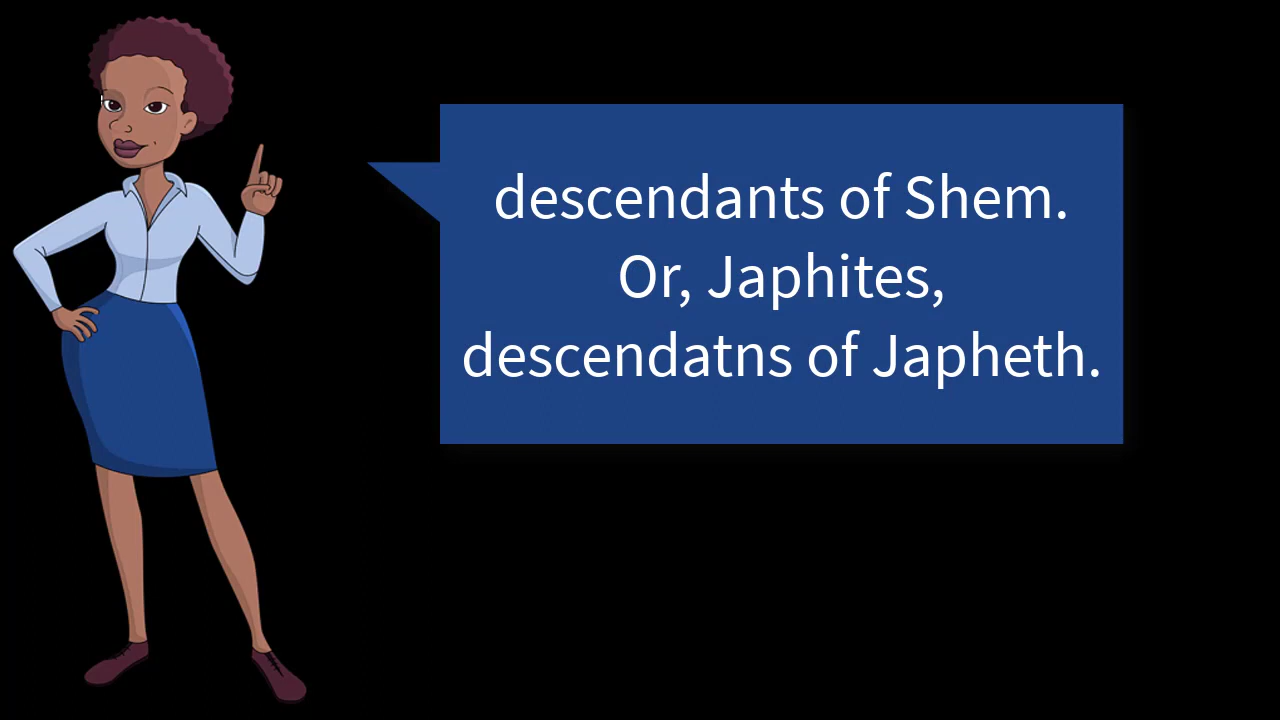 descendants of Shem.
Or, Japhites,
descendatns of Japheth.